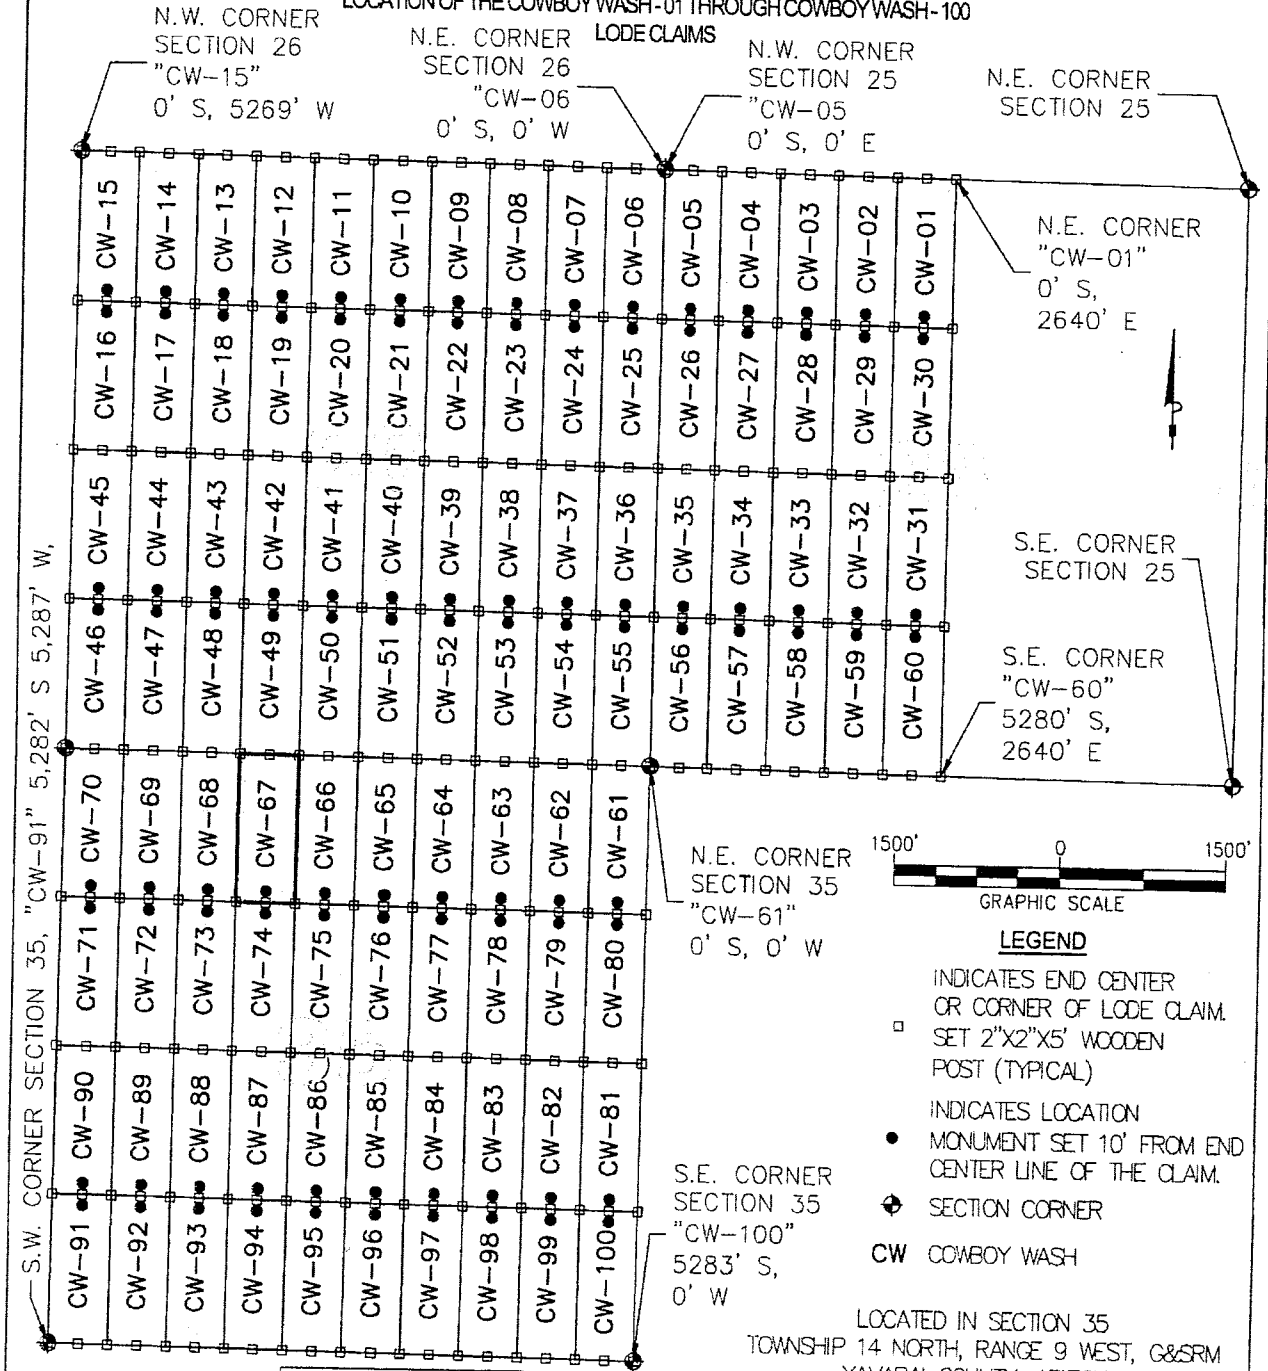 LOCATION OF THE COWBOY WASH-01 THROUGH COWBOY WASH-100
LODE CLAIMS
N.W. CORNER
SECTION 26
"CW-15"
0' S, 5269' W
N.E. CORNER
SECTION 26
"CW-06
0' S, 0' W
N.W. CORNER
SECTION 25
"CW-05
0' S, 0' E
N.E. CORNER
SECTION 25
CW-15 CW-14 CW-13 CW-12 CW-11 CW-10 CW-09 CW-08 CW-07 CW-06 CW-05 CW-04 CW-03 CW-02 CW-01
N.E. CORNER
"CW-01"
0' S,
2640' E
CW-16 CW-17 CW-18 CW-19 CW-20 CW-21 CW-22 CW-23 CW-24 CW-25 CW-26 CW-27 CW-28 CW-29 CW-30
CW-45 CW-44 CW-43 CW-42 CW-41 CW-40 CW-39 CW-38 CW-37 CW-36 CW-35 CW-34 CW-33 CW-32 CW-31
S.E. CORNER
SECTION 25
CW-46 CW-47 CW-48 CW-49 CW-50 CW-51 CW-52 CW-53 CW-54 CW-55 CW-56 CW-57 CW-58 CW-59 CW-60
S.E. CORNER
"CW-60"
5280' S,
2640' E
CW-70 CW-69 CW-68 CW-67 CW-66 CW-65 CW-64 CW-63 CW-62 CW-61
N.E. CORNER
SECTION 35
"CW-61"
0' S, 0' W
CW-71 CW-72 CW-73 CW-74 CW-75 CW-76 CW-77 CW-78 CW-79 CW-80
CW-90 CW-89 CW-88 CW-87 CW-86 CW-85 CW-84 CW-83 CW-82 CW-81
CW-91 CW-92 CW-93 CW-94 CW-95 CW-96 CW-97 CW-98 CW-99 CW-100
S.E. CORNER
SECTION 35
"CW-100"
5283' S,
0' W
S.W. CORNER SECTION 35, "CW-91" 5,282' S 5,287' W,
1500' 0 1500'
GRAPHIC SCALE
LEGEND
INDICATES END CENTER
OR CORNER OF LODE CLAIM.
SET 2"X2"X5' WOODEN
POST (TYPICAL)
INDICATES LOCATION
MONUMENT SET 10' FROM END
CENTER LINE OF THE CLAIM.
SECTION CORNER
CW COWBOY WASH
LOCATED IN SECTION 35
TOWNSHIP 14 NORTH, RANGE 9 WEST, G&SRM